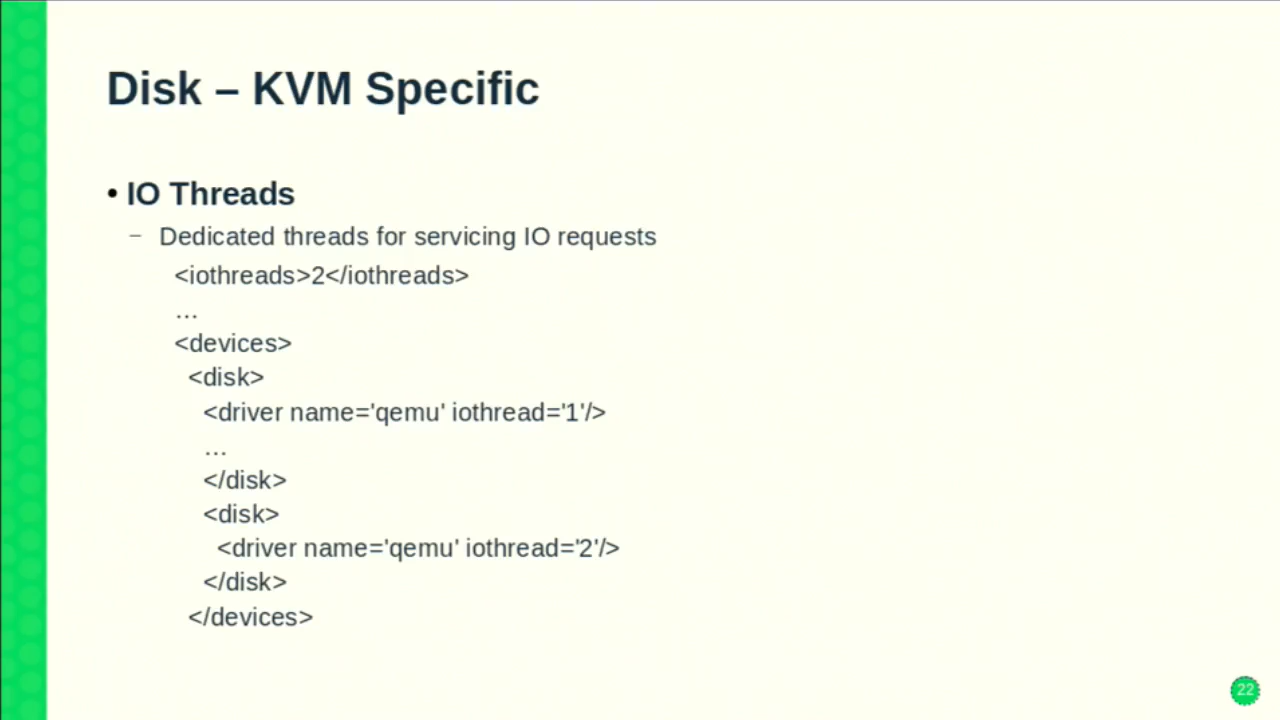 Disk – KVM Specific
• IO Threads
– Dedicated threads for servicing IO requests
<iothreads>2</iothreads>
…
<devices>
<disk>
<driver name='qemu' iothread='1'/>
…
</disk>
<disk>
<driver name='qemu' iothread='2'/>
</disk>
</devices>
22